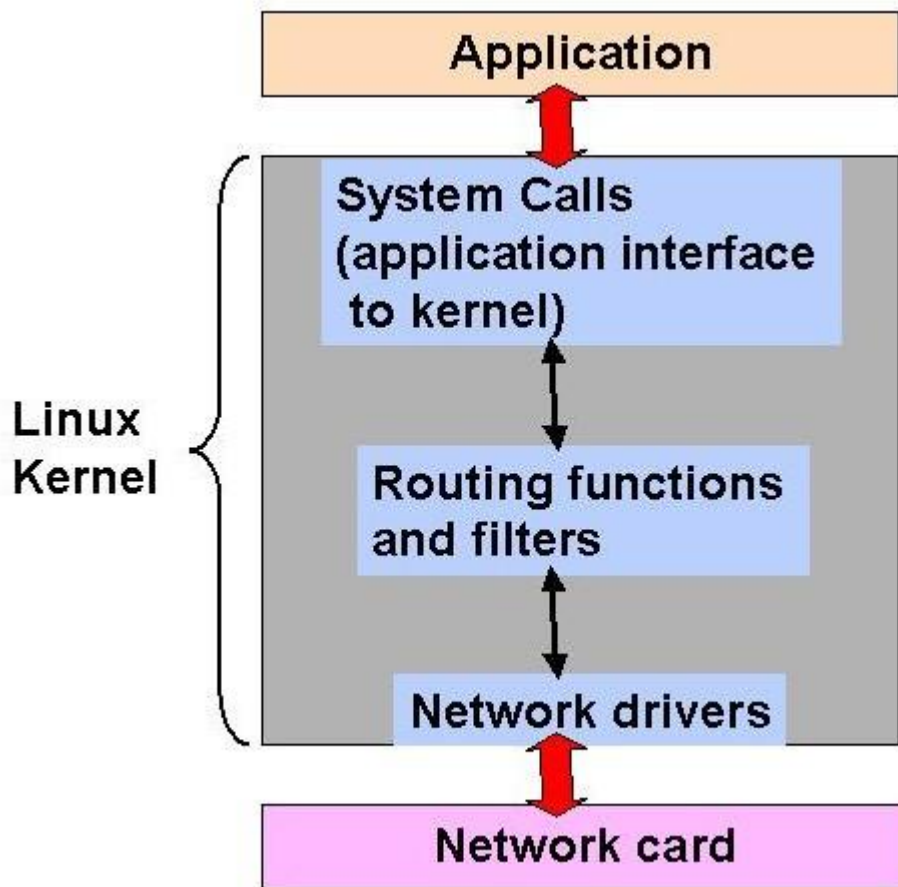 Application
System Calls
(application interface
to kernel)
Linux
Kernel
Routing functions
and filters
Network drivers
Network card